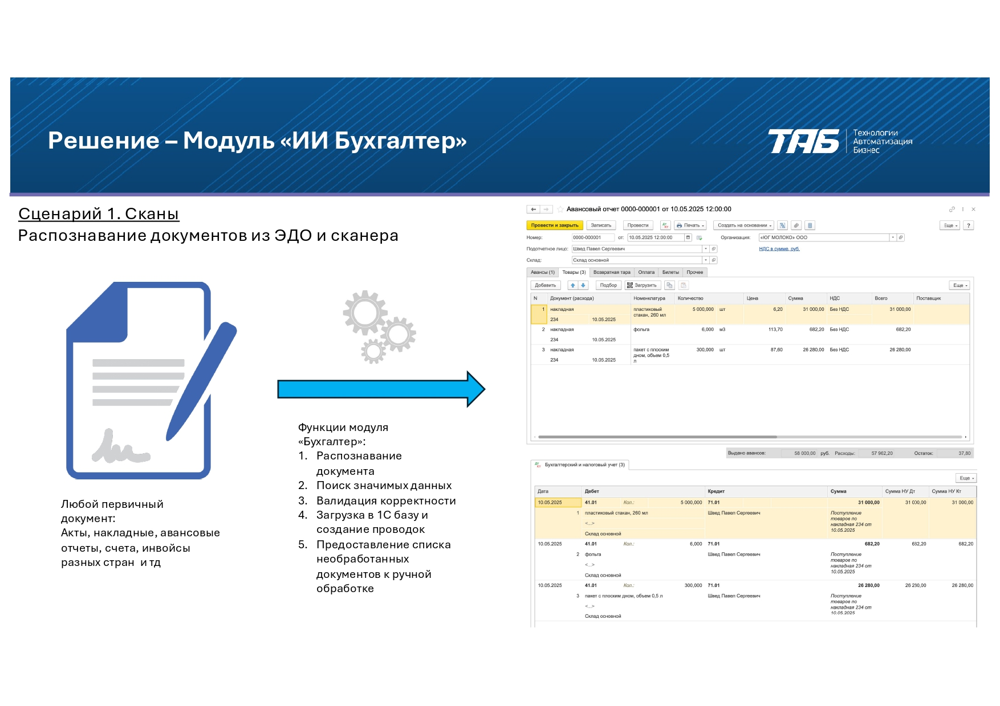 Решение – Модуль «ИИ Бухгалтер»
ТАБ
Технологии
Автоматизация
Бизнес
Сценарий 1. Сканы
Распознавание документов из ЭДО и сканера
Любой первичный
документ:
Акты, накладные, авансовые
отчеты, счета, инвойсы
разных стран и тд
Функции модуля
«Бухгалтер»:
1. Распознавание
документа
2. Поиск значимых данных
3. Валидация корректности
4. Загрузка в 1С базу и
создание проводок
5. Предоставление списка
необработанных
документов к ручной
обработке
Авансовый отчет 0000-000001 от 10.05.2025 12:00:00
Провести и закрыть Записать Провести Дт Кт Печать Создать на основании Еще ?
Номер: 0000-000001 от: 10.05.2025 12:00:00 Организация: «ЮГ МОЛОКО» ООО
Подотчетное лицо: Швед Павел Сергеевич НДС в сумме, руб.
Склад: Склад основной
Авансы (1) Товары (3) Возвратная тара Оплата Билеты Прочее
Добавить Подбор Загрузить Еще
N Документ (расхода) Номенклатура Количество Цена Сумма НДС Всего Поставщик
1 накладная пластиковый 5 000,000 шт 6,20 31 000,00 Без НДС 31 000,00
стакан, 260 мл
234 10.05.2025
2 накладная фольга 6,000 м3 113,70 682,20 Без НДС 682,20
234 10.05.2025
3 накладная пакет с плоским 300,000 шт 87,60 26 280,00 Без НДС 26 280,00
дном, объем 0,5
234 10.05.2025 л
Выдано авансов: 58 000,00 руб. Расходы: 57 962,20 Остаток: 37,80
Дт Кт Бухгалтерский и налоговый учет (3)
Еще
Дата Дебет Кредит Сумма Сумма НУ Дт Сумма НУ Кт
10.05.2025 41.01 Кол.: 5 000,000 71.01 31 000,00 31 000,00 31 000,00
1 пластиковый стакан, 260 мл Швед Павел Сергеевич Поступление
товаров по
<...> накладная 234 от
10.05.2025
Склад основной
10.05.2025 41.01 Кол.: 6,000 71.01 682,20 682,20 682,20
2 фольга Швед Павел Сергеевич Поступление
товаров по
<...> накладная 234 от
10.05.2025
Склад основной
10.05.2025 41.01 Кол.: 300,000 71.01 26 280,00 26 280,00 26 280,00
3 пакет с плоским дном, объем 0,5 л Швед Павел Сергеевич Поступление
товаров по
<...> накладная 234 от
10.05.2025
Склад основной